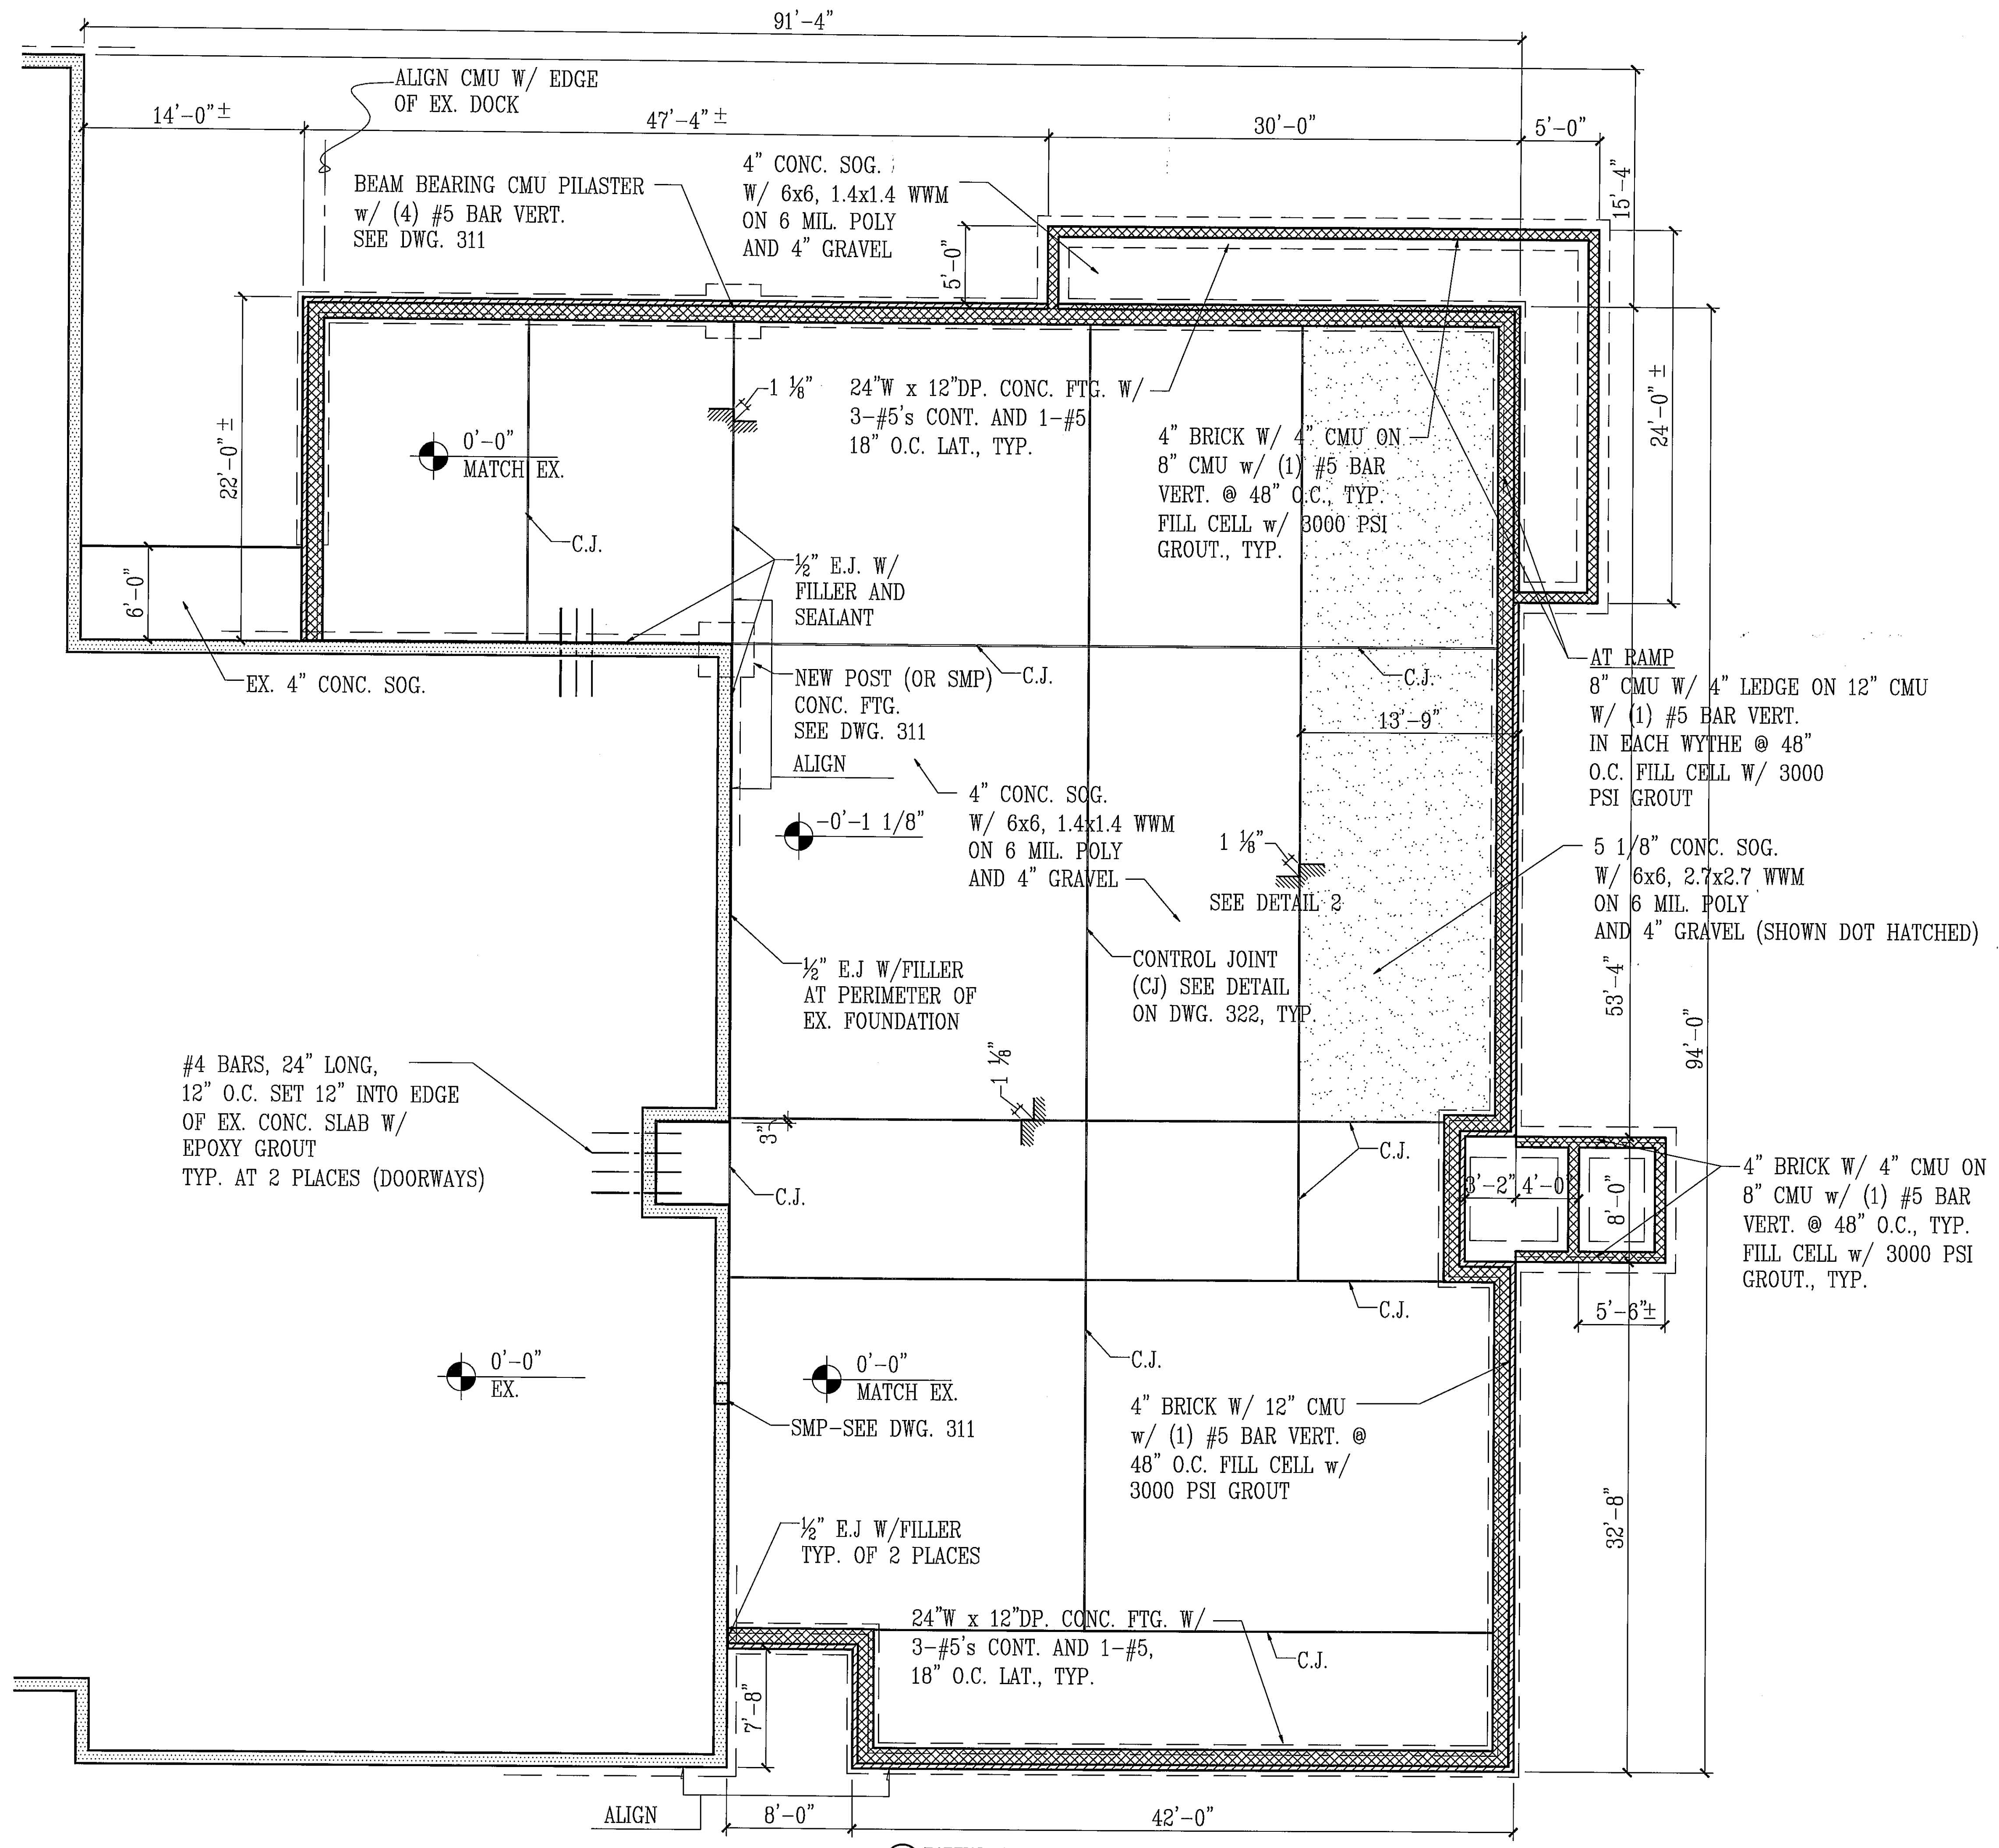 91'-4"
ALIGN CMU W/ EDGE
OF EX. DOCK
14'-0" ±
47'-4" ±
30'-0"
5'-0"
15'-4"
BEAM BEARING CMU PILASTER
w/ (4) #5 BAR VERT.
SEE DWG. 311
4" CONC. SOG.
W/ 6x6, 1.4x1.4 WWM
ON 6 MIL. POLY
AND 4" GRAVEL
5'-0"
22'-0" ±
24'-0" ±
1 ⅛"
24"W x 12"DP. CONC. FTG. W/
3-#5's CONT. AND 1-#5
18" O.C. LAT., TYP.
0'-0"
MATCH EX.
4" BRICK W/ 4" CMU ON
8" CMU w/ (1) #5 BAR
VERT. @ 48" O.C., TYP.
FILL CELL w/ 3000 PSI
GROUT., TYP.
C.J.
½" E.J. W/
FILLER AND
SEALANT
6'-0"
EX. 4" CONC. SOG.
NEW POST (OR SMP)
CONC. FTG.
SEE DWG. 311
C.J.
C.J.
AT RAMP
8" CMU W/ 4" LEDGE ON 12" CMU
W/ (1) #5 BAR VERT.
IN EACH WYTHE @ 48"
O.C. FILL CELL W/ 3000
PSI GROUT
13'-9"
ALIGN
4" CONC. SOG.
W/ 6x6, 1.4x1.4 WWM
ON 6 MIL. POLY
AND 4" GRAVEL
-0'-1 1/8"
1 ⅛"
SEE DETAIL 2
5 1/8" CONC. SOG.
W/ 6x6, 2.7x2.7 WWM
ON 6 MIL. POLY
AND 4" GRAVEL (SHOWN DOT HATCHED)
½" E.J W/FILLER
AT PERIMETER OF
EX. FOUNDATION
CONTROL JOINT
(CJ) SEE DETAIL
ON DWG. 322, TYP.
53'-4"
94'-0"
#4 BARS, 24" LONG,
12" O.C. SET 12" INTO EDGE
OF EX. CONC. SLAB W/
EPOXY GROUT
TYP. AT 2 PLACES (DOORWAYS)
1 ⅛"
3"
C.J.
C.J.
3'-2"
4'-0"
8'-0"
4" BRICK W/ 4" CMU ON
8" CMU w/ (1) #5 BAR
VERT. @ 48" O.C., TYP.
FILL CELL w/ 3000 PSI
GROUT., TYP.
C.J.
5'-6"±
0'-0"
EX.
0'-0"
MATCH EX.
C.J.
SMP-SEE DWG. 311
4" BRICK W/ 12" CMU
w/ (1) #5 BAR VERT. @
48" O.C. FILL CELL w/
3000 PSI GROUT
32'-8"
½" E.J W/FILLER
TYP. OF 2 PLACES
24"W x 12"DP. CONC. FTG. W/
3-#5's CONT. AND 1-#5,
18" O.C. LAT., TYP.
C.J.
7'-8"
ALIGN
8'-0"
42'-0"